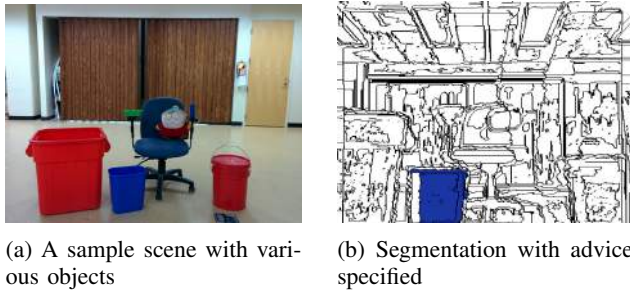 (a) A sample scene with vari-
ous objects
(b) Segmentation with advice
specified